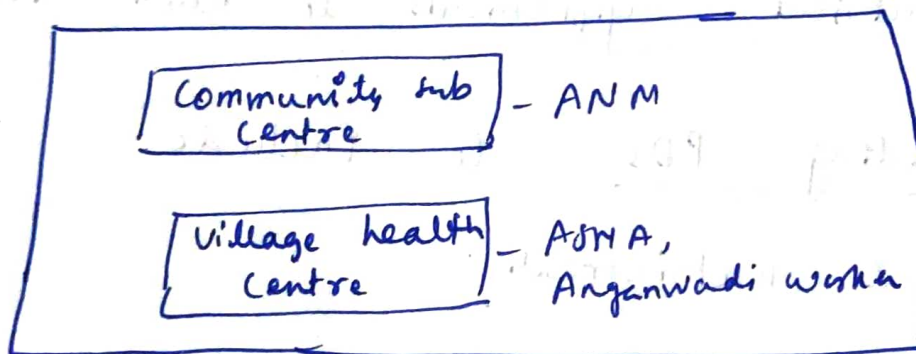 Community sub - ANM
Centre
Village health - ASHA,
Centre Anganwadi worker